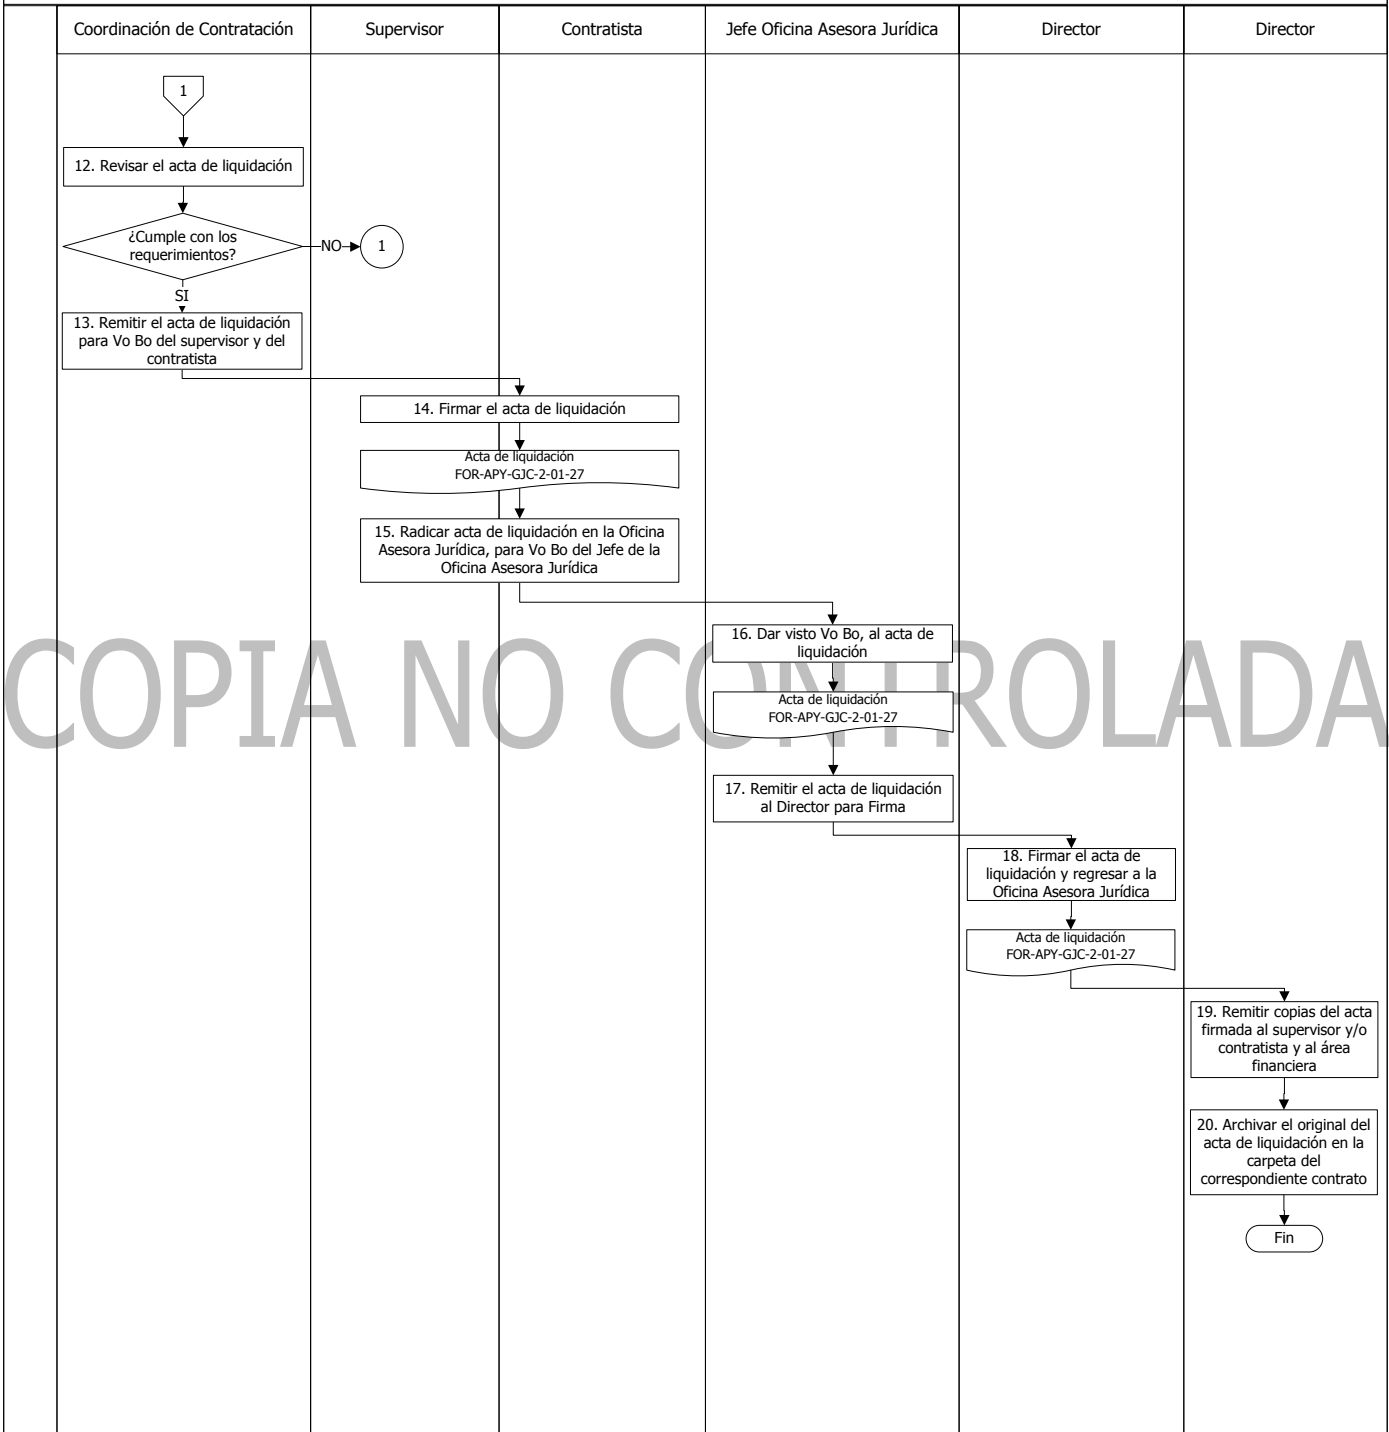 Coordinación de Contratación
Supervisor
Contratista
Jefe Oficina Asesora Jurídica
Director
Director
1
12. Revisar el acta de liquidación
¿Cumple con los
requerimientos?
NO
1
SI
13. Remitir el acta de liquidación
para Vo Bo del supervisor y del
contratista
14. Firmar el acta de liquidación
Acta de liquidación
FOR-APY-GJC-2-01-27
15. Radicar acta de liquidación en la Oficina
Asesora Jurídica, para Vo Bo del Jefe de la
Oficina Asesora Jurídica
16. Dar visto Vo Bo, al acta de
liquidación
COPIA NO CONTROLADA
Acta de liquidación
FOR-APY-GJC-2-01-27
17. Remitir el acta de liquidación
al Director para Firma
18. Firmar el acta de
liquidación y regresar a la
Oficina Asesora Jurídica
Acta de liquidación
FOR-APY-GJC-2-01-27
19. Remitir copias del acta
firmada al supervisor y/o
contratista y al área
financiera
20. Archivar el original del
acta de liquidación en la
carpeta del
correspondiente contrato
Fin